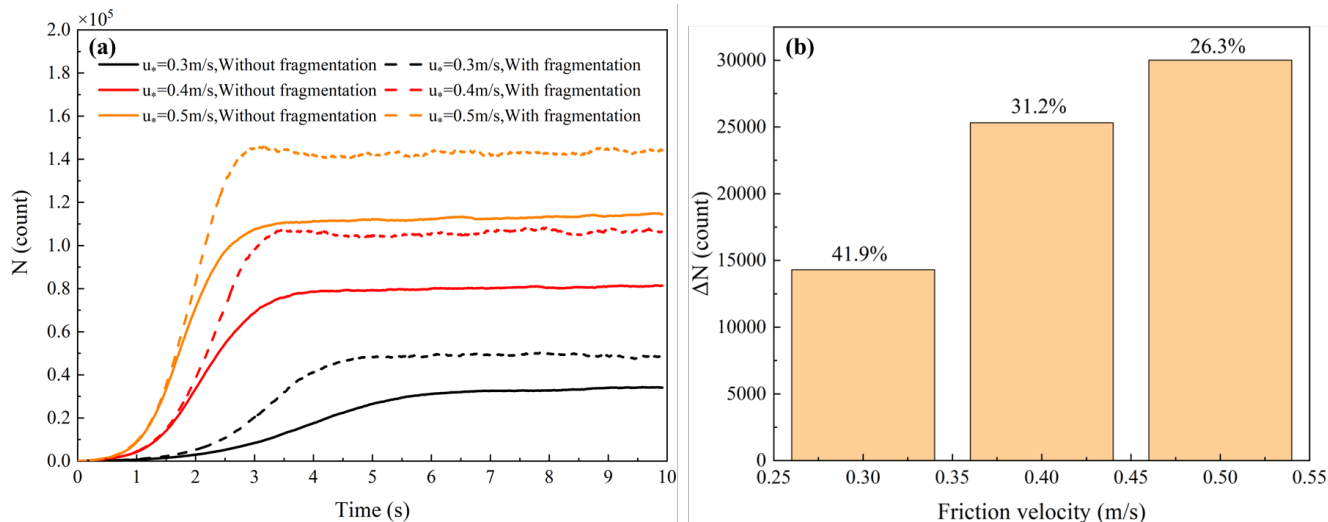 ×10⁵
(a)
u*=0.3m/s,Without fragmentation
u*=0.3m/s,With fragmentation
u*=0.4m/s,Without fragmentation
u*=0.4m/s,With fragmentation
u*=0.5m/s,Without fragmentation
u*=0.5m/s,With fragmentation
2.0
1.8
1.6
1.4
1.2
1.0
0.8
0.6
0.4
0.2
0.0
N (count)
0 1 2 3 4 5 6 7 8 9 10
Time (s)
(b)
30000
25000
20000
15000
10000
5000
0
ΔN (count)
41.9%
31.2%
26.3%
0.25 0.30 0.35 0.40 0.45 0.50 0.55
Friction velocity (m/s)